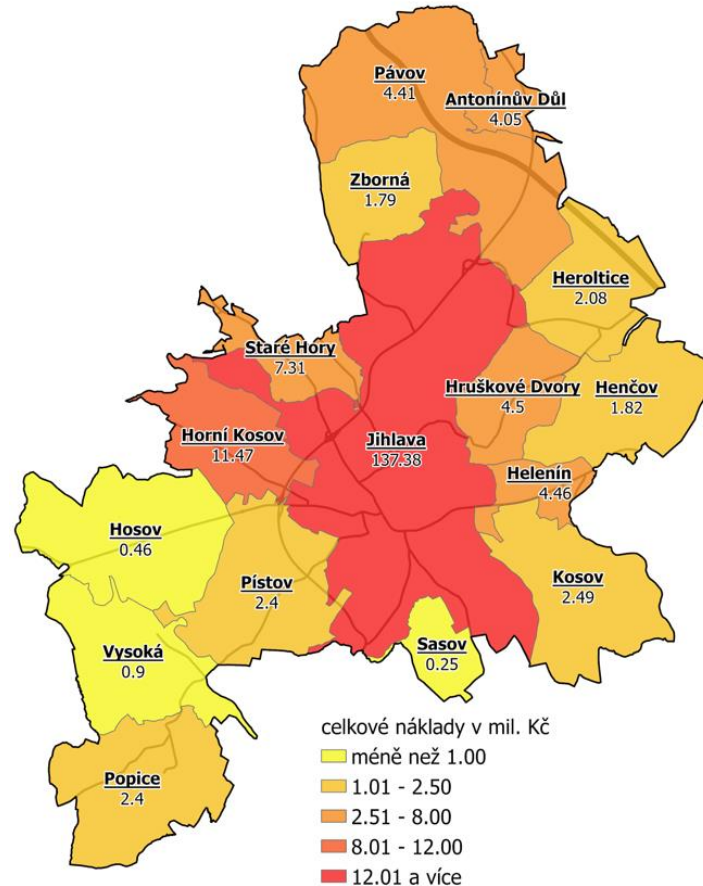 Pávov
4.41
Antonínův Důl
4.05
Zborná
1.79
Heroltice
2.08
Staré Hory
7.31
Hruškové Dvory
4.5
Henčov
1.82
Horní Kosov
11.47
Jihlava
137.38
Helenín
4.46
Hosov
0.46
Pístov
2.4
Kosov
2.49
Vysoká
0.9
Sasov
0.25
Popice
2.4
celkové náklady v mil. Kč
méně než 1.00
1.01 - 2.50
2.51 - 8.00
8.01 - 12.00
12.01 a více